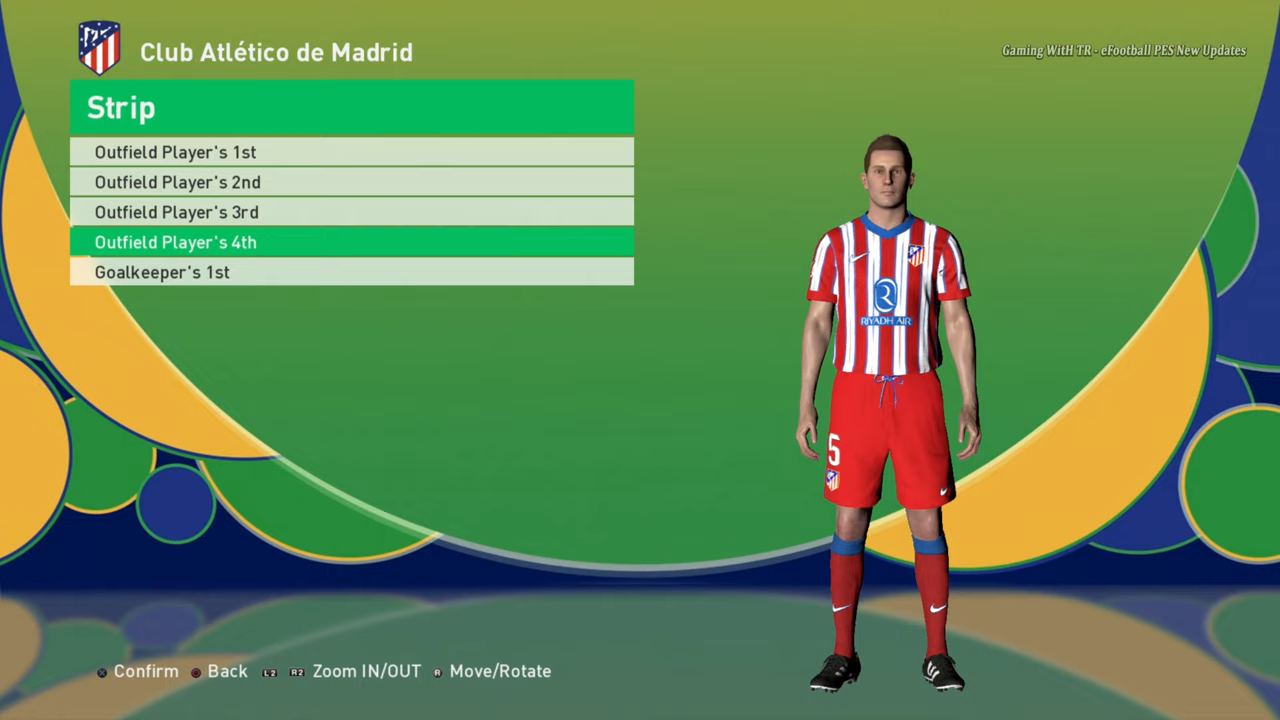 Club Atlético de Madrid
Gaming WitH TR - eFootball PES New Updates
Strip
Outfield Player's 1st
Outfield Player's 2nd
Outfield Player's 3rd
Outfield Player's 4th
Goalkeeper's 1st
R
RIYADH AIR
5
Confirm Back L2 R2 Zoom IN/OUT R Move/Rotate